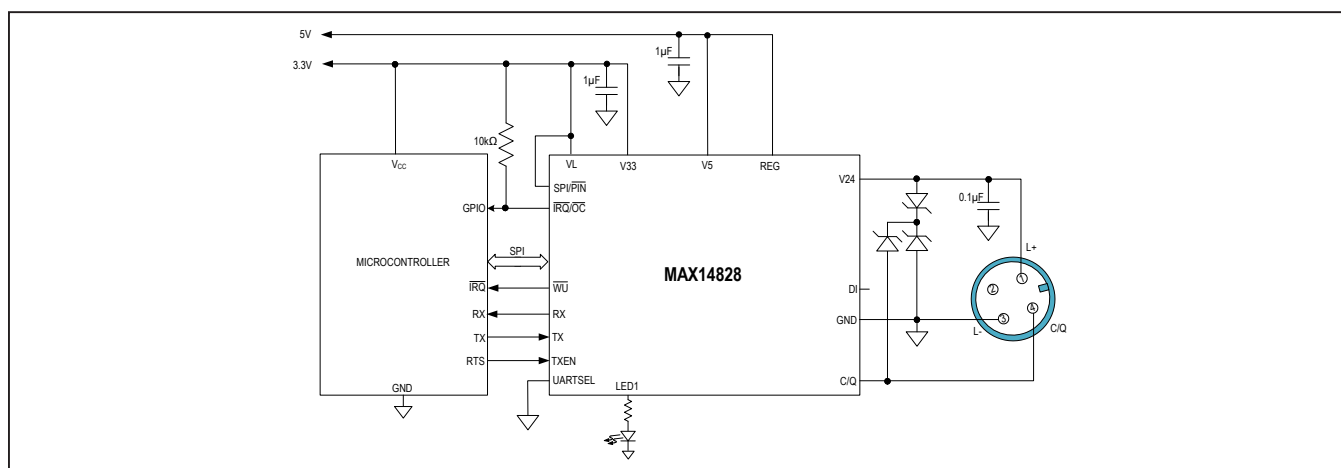 5V
1µF
3.3V
1µF
10kΩ
VCC
VL
V33
V5
REG
SPI/PIN
V24
GPIO
IRQ/OC
0.1µF
L+
SPI
MICROCONTROLLER
MAX14828
1
2
IRQ
WU
DI
4
RX
RX
GND
3
L-
C/Q
TX
TX
RTS
TXEN
GND
UARTSEL
LED1
C/Q